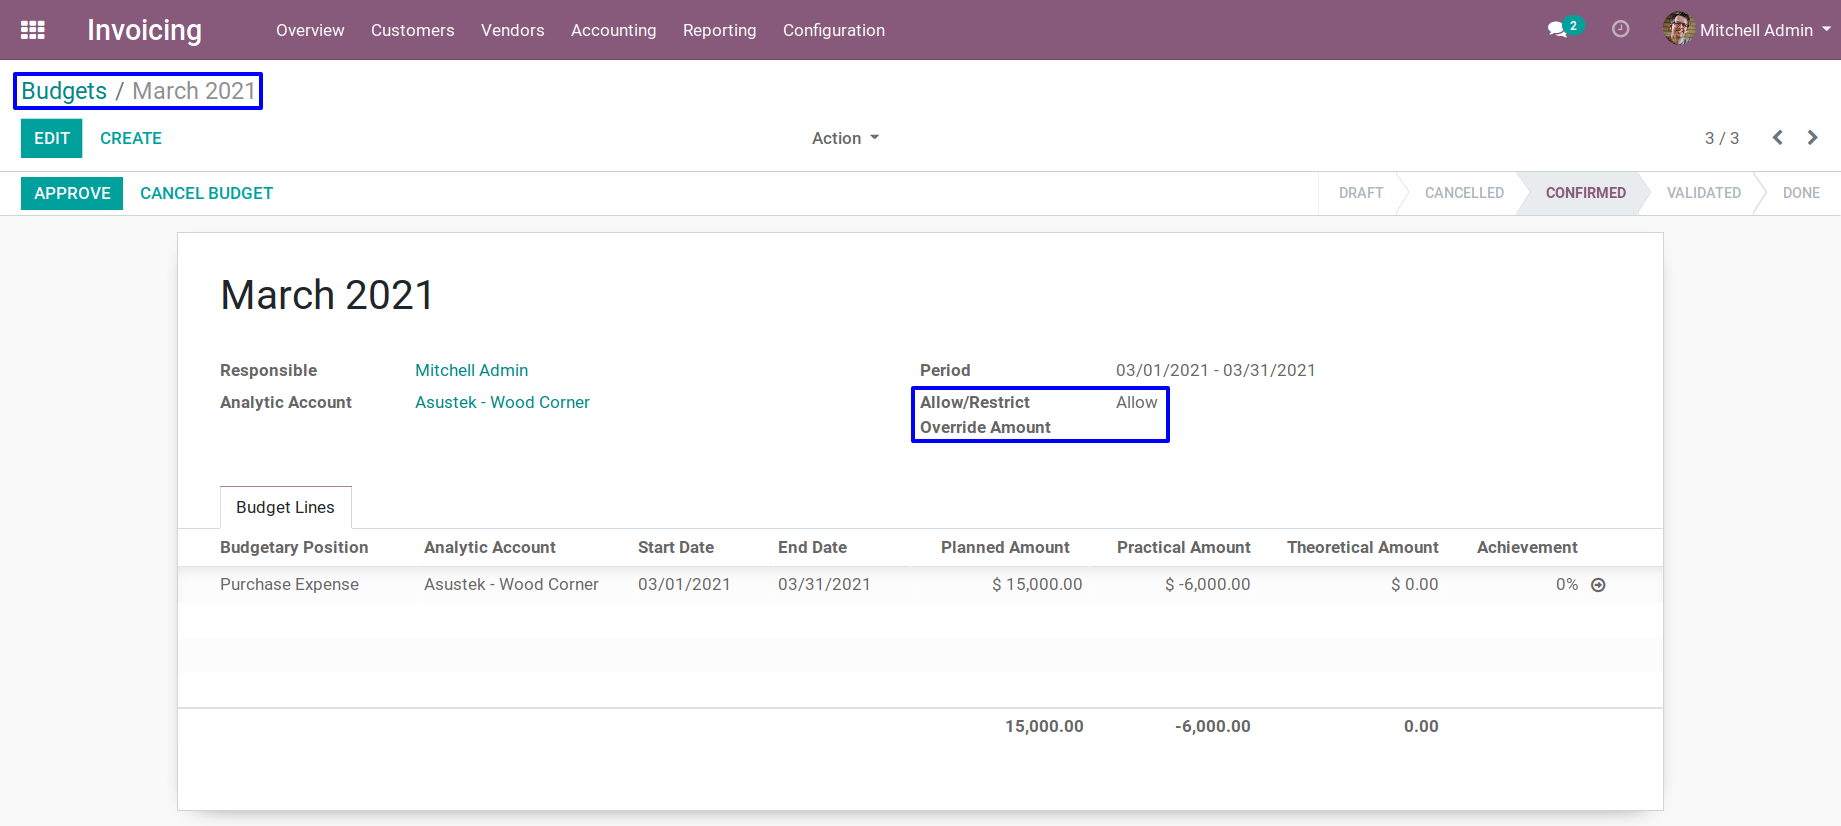 Invoicing Overview Customers Vendors Accounting Reporting Configuration 2 Mitchell Admin
Budgets / March 2021
EDIT CREATE Action 3 / 3
APPROVE CANCEL BUDGET DRAFT CANCELLED CONFIRMED VALIDATED DONE
March 2021
Responsible Mitchell Admin Period 03/01/2021 - 03/31/2021
Analytic Account Asustek - Wood Corner Allow/Restrict Allow
Override Amount
Budget Lines
Budgetary Position Analytic Account Start Date End Date Planned Amount Practical Amount Theoretical Amount Achievement
Purchase Expense Asustek - Wood Corner 03/01/2021 03/31/2021 $ 15,000.00 $ -6,000.00 $ 0.00 0%
15,000.00 -6,000.00 0.00